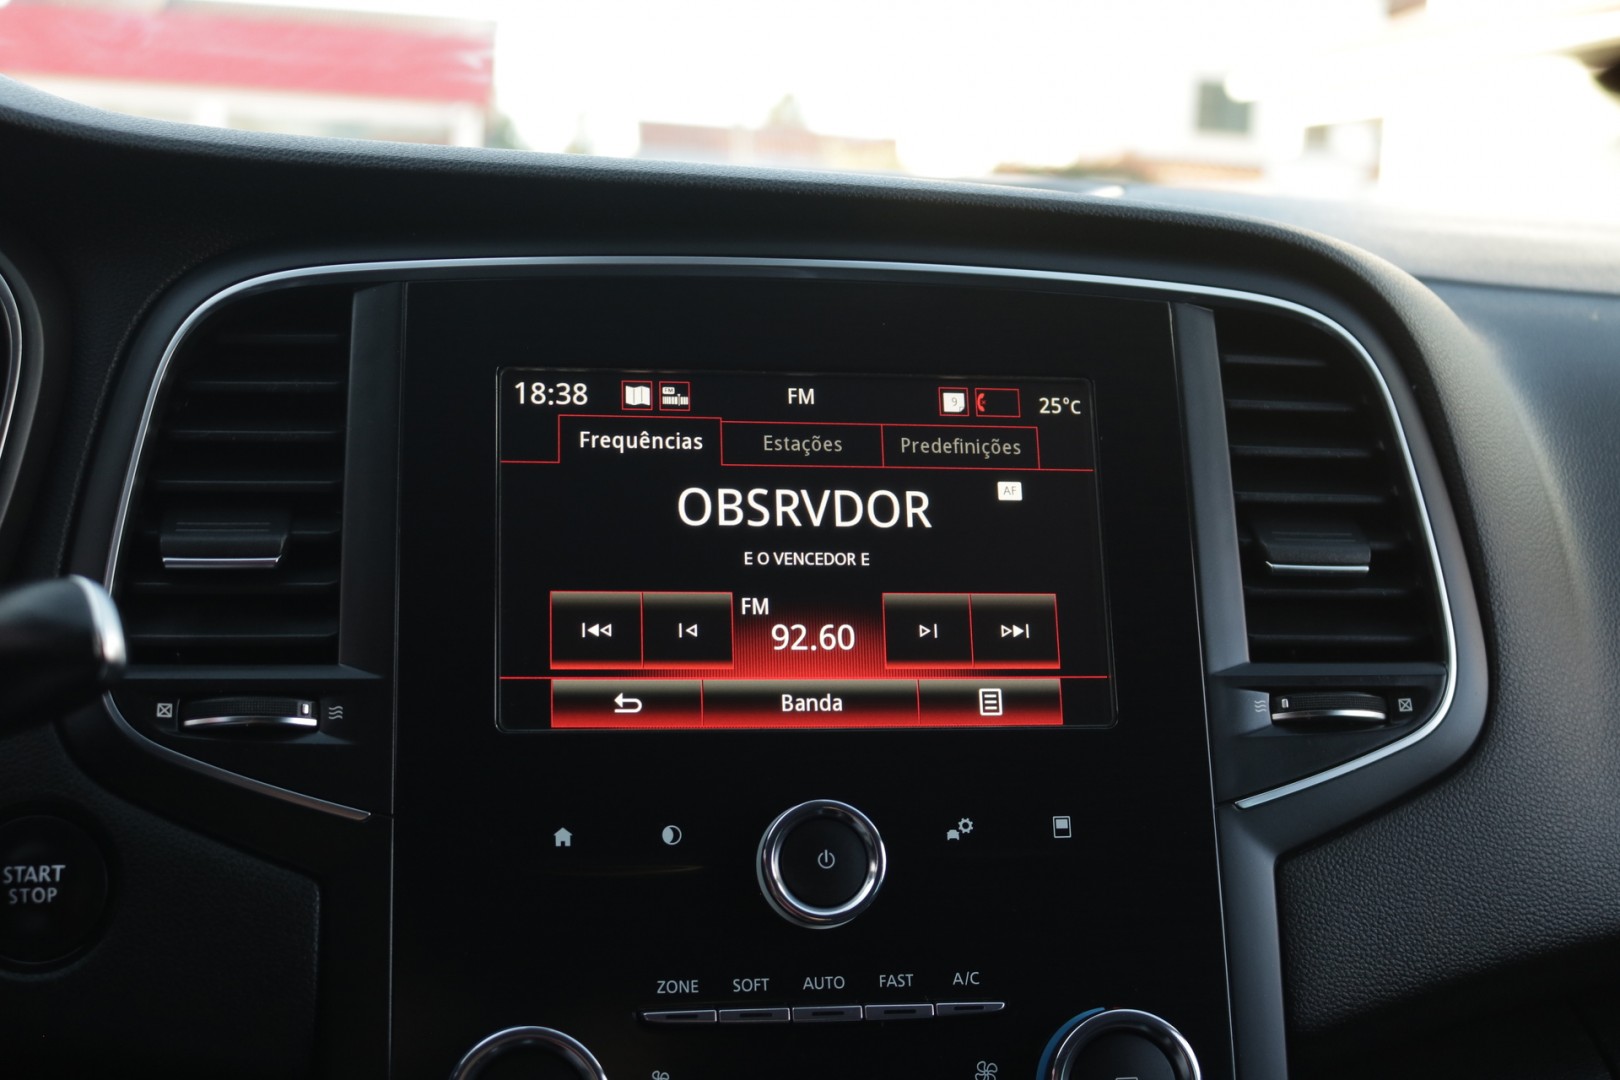 18:38 FM 9 25°C
Frequências Estações Predefinições
AF
OBSRVDOR
E O VENCEDOR E
FM
92.60
Banda
START
STOP
ZONE SOFT AUTO FAST A/C